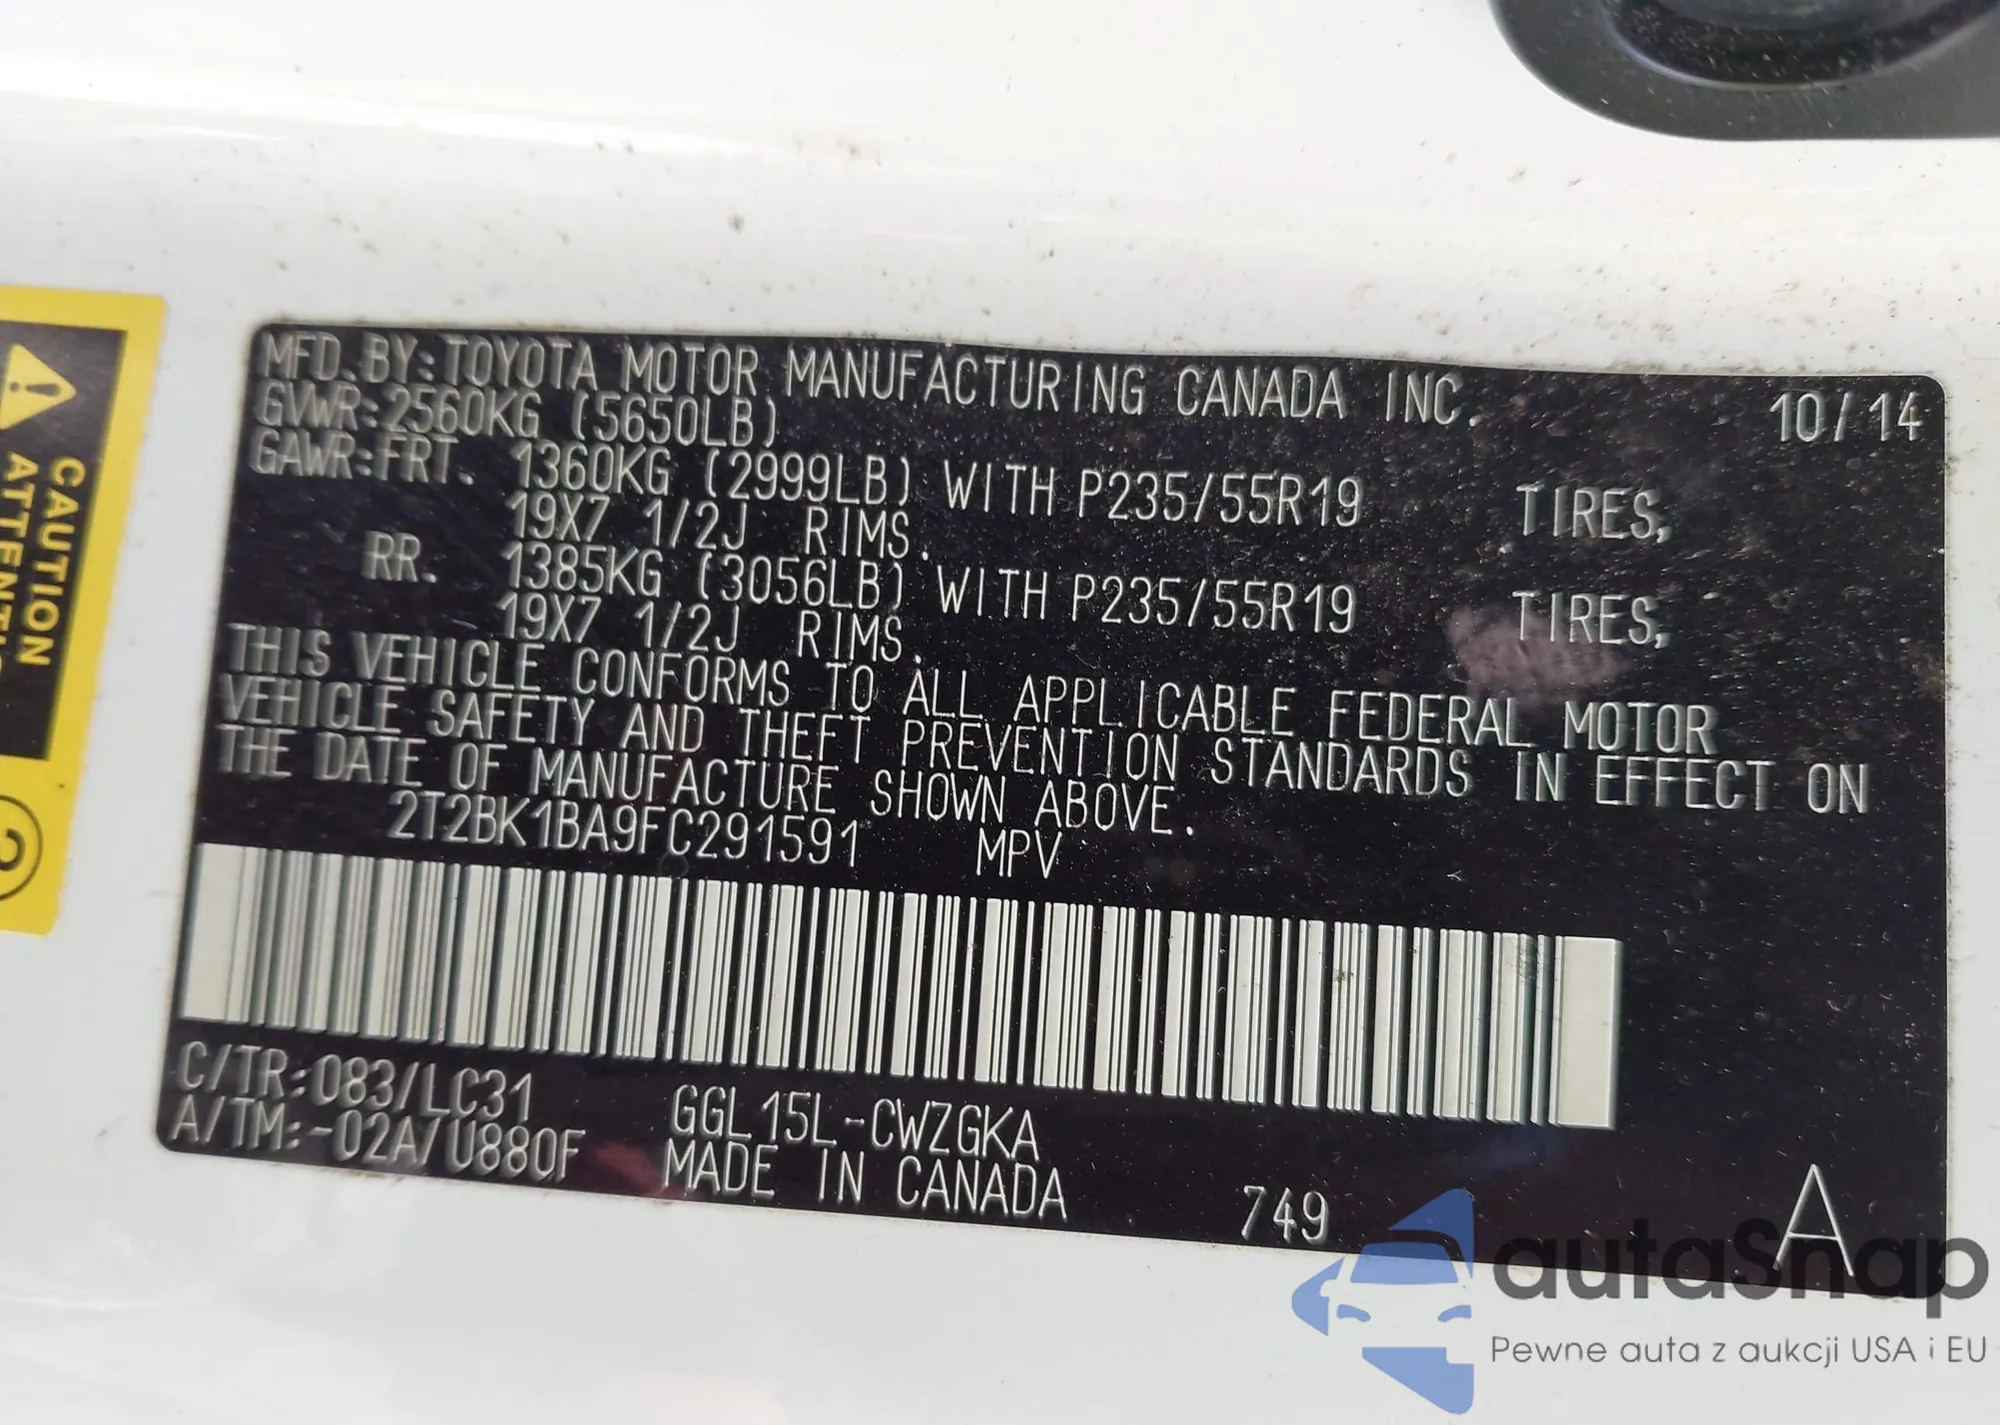 MFD. BY: TOYOTA MOTOR MANUFACTURING CANADA INC. 10/14
GVWR: 2560KG (5650LB)
GAWR: FRT. 1360KG (2999LB) WITH P235/55R19 TIRES,
19X7 1/2J RIMS.
RR. 1385KG (3056LB) WITH P235/55R19 TIRES,
19X7 1/2J RIMS.
THIS VEHICLE CONFORMS TO ALL APPLICABLE FEDERAL MOTOR
VEHICLE SAFETY AND THEFT PREVENTION STANDARDS IN EFFECT ON
THE DATE OF MANUFACTURE SHOWN ABOVE.
2T2BK1BA9FC291591 MPV
C/TR: 083/LC31 GGL15L-CWZGKA
A/TM: -02A/U880F MADE IN CANADA 749 A
CAUTION
autaSnap
Pewne auta z aukcji USA i EU